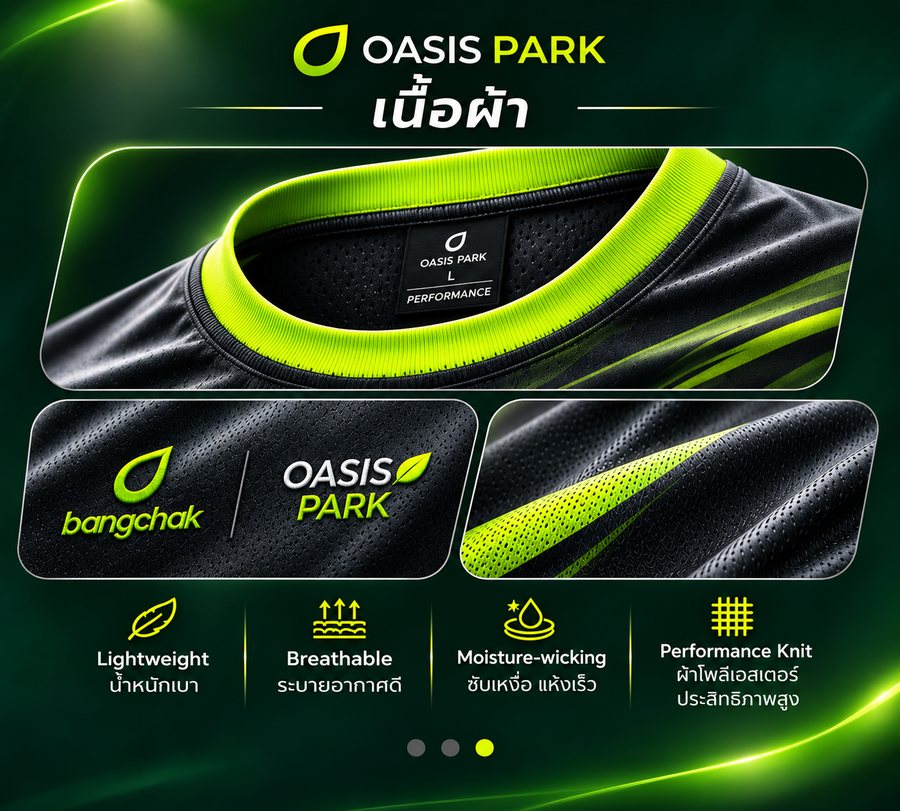 OASIS PARK
เนื้อผ้า
OASIS PARK
L
PERFORMANCE
bangchak
OASIS
PARK
Lightweight
น้ำหนักเบา
Breathable
ระบายอากาศดี
Moisture-wicking
ซับเหงื่อ แห้งเร็ว
Performance Knit
ผ้าโพลีเอสเตอร์
ประสิทธิภาพสูง